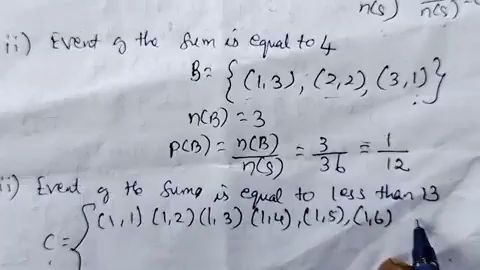 n(s) n(s)
ii) Event of the Sum is equal to 4
B = { (1,3), (2,2), (3,1) }
n(B) = 3
P(B) = n(B)/n(S) = 3/36 = 1/12
ii) Event of the Sum is equal to less than 13
C = { (1,1) (1,2) (1,3) (1,4), (1,5), (1,6)